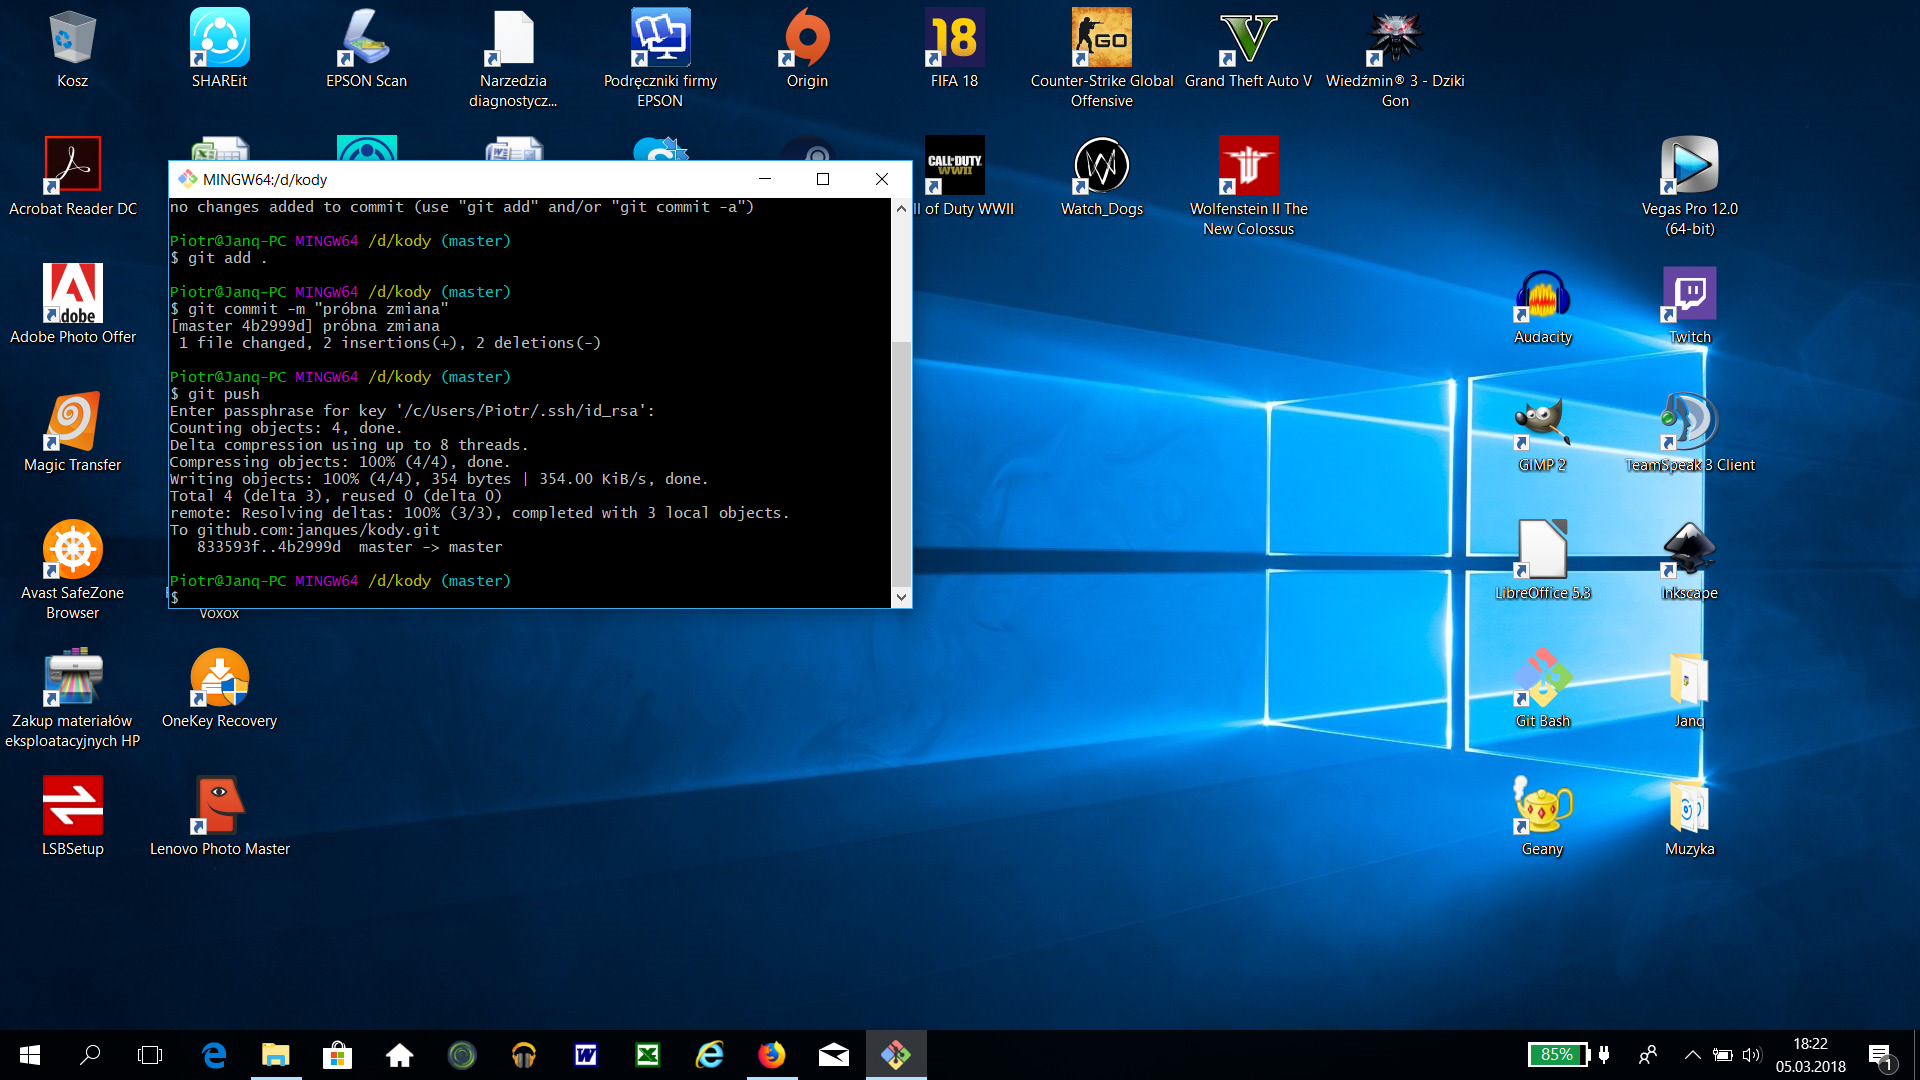 Kosz
SHAREit
EPSON Scan
Narzedzia
diagnostycz...
Podręczniki firmy
EPSON
Origin
18
FIFA 18
GO
Counter-Strike Global
Offensive
V
Grand Theft Auto V
Wiedźmin® 3 - Dziki
Gon
Acrobat Reader DC
CALL OF DUTY
WWII
ll of Duty WWII
Watch_Dogs
Wolfenstein II The
New Colossus
Vegas Pro 12.0
(64-bit)
MINGW64:/d/kody
no changes added to commit (use "git add" and/or "git commit -a")
Piotr@Janq-PC MINGW64 /d/kody (master)
$ git add .
Piotr@Janq-PC MINGW64 /d/kody (master)
$ git commit -m "próbna zmiana"
[master 4b2999d] próbna zmiana
1 file changed, 2 insertions(+), 2 deletions(-)
Piotr@Janq-PC MINGW64 /d/kody (master)
$ git push
Enter passphrase for key '/c/Users/Piotr/.ssh/id_rsa':
Counting objects: 4, done.
Delta compression using up to 8 threads.
Compressing objects: 100% (4/4), done.
Writing objects: 100% (4/4), 354 bytes | 354.00 KiB/s, done.
Total 4 (delta 3), reused 0 (delta 0)
remote: Resolving deltas: 100% (3/3), completed with 3 local objects.
To github.com:janques/kody.git
833593f..4b2999d  master -> master
Piotr@Janq-PC MINGW64 /d/kody (master)
$
Adobe
Adobe Photo Offer
Audacity
Twitch
Magic Transfer
GIMP 2
TeamSpeak 3 Client
Avast SafeZone
Browser
Voxox
LibreOffice 5.3
Inkscape
Zakup materiałów
eksploatacyjnych HP
OneKey Recovery
Git Bash
Janq
LSBSetup
Lenovo Photo Master
Geany
Muzyka
85%
18:22
05.03.2018
1